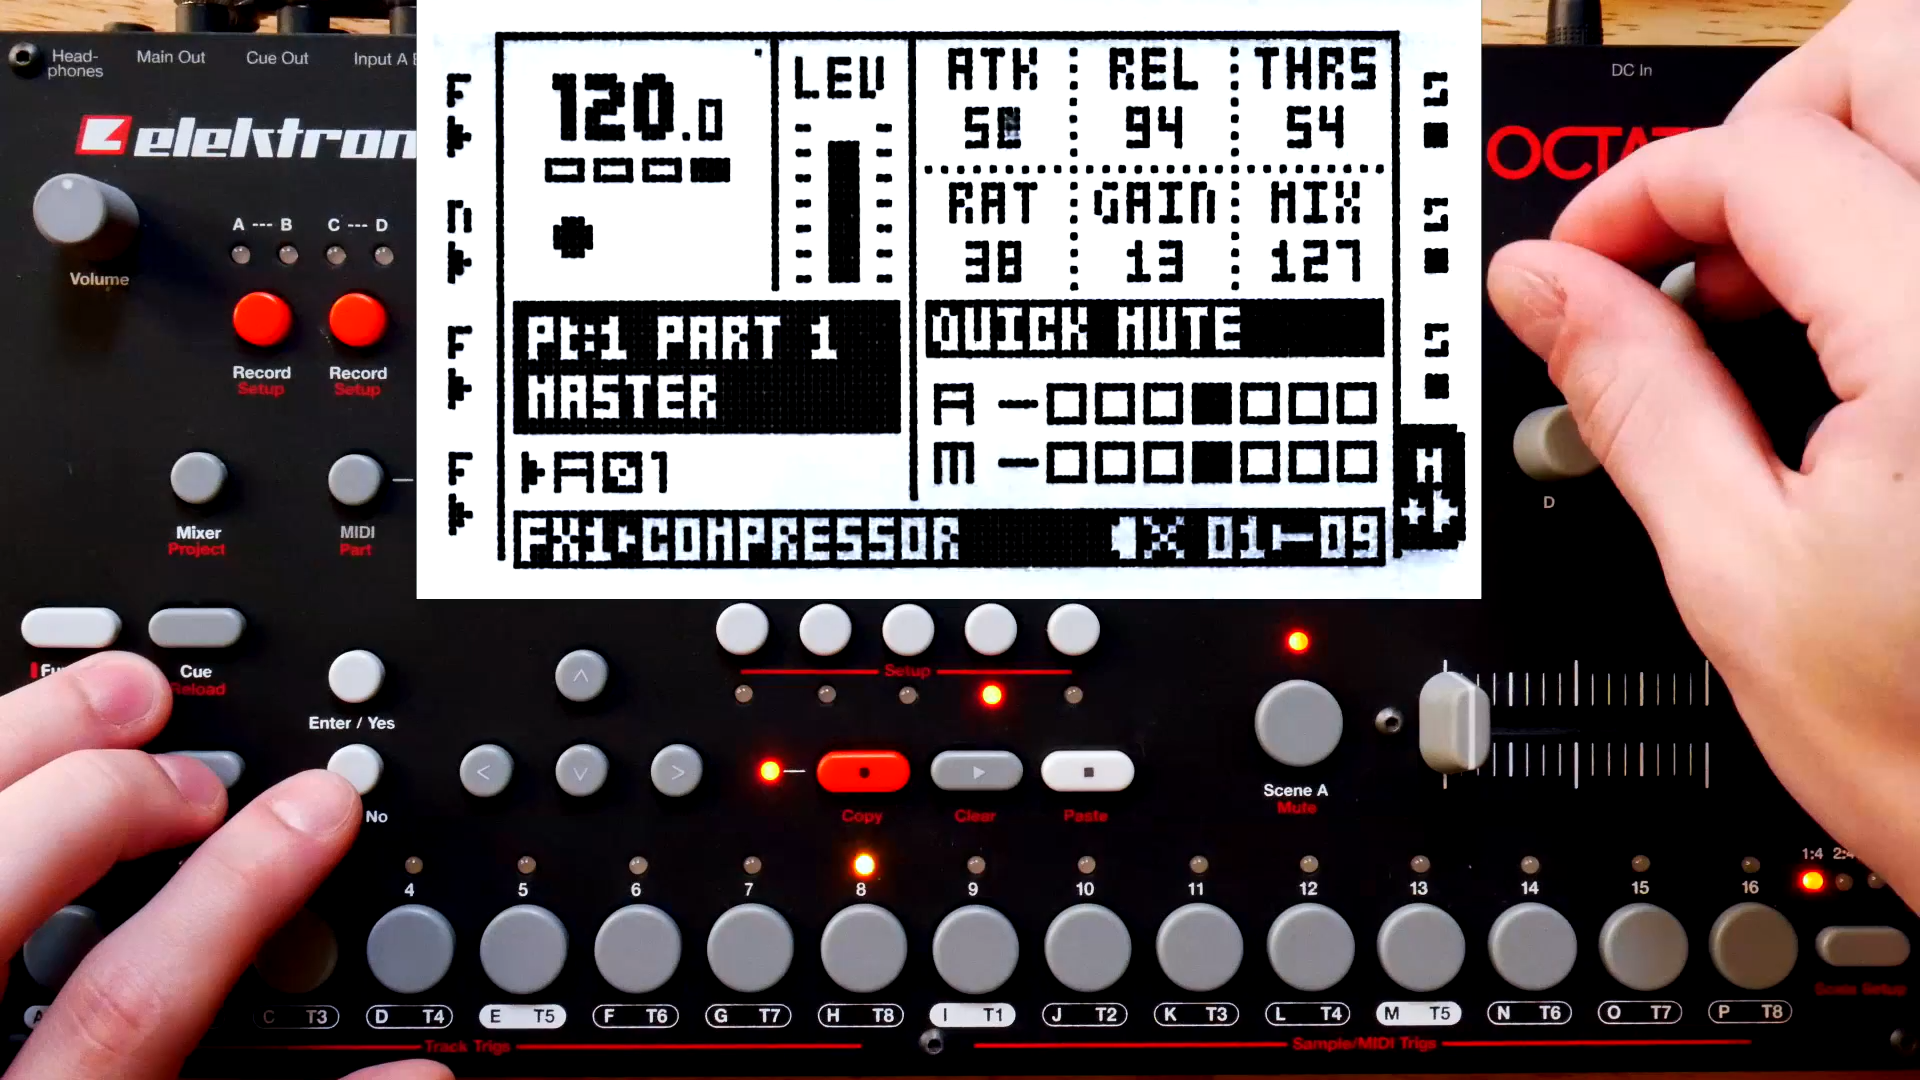 Head-
phones
Main Out
Cue Out
Input A
DC In
elektron
Volume
A --- B
C --- D
Record
Setup
Record
Setup
Mixer
Project
MIDI
Part
120.0
LEV
ATK
REL
THRS
94
54
RAT
GAIN
MIX
38
13
127
PART 1
MASTER
QUICK MUTE
A
M
A01
FX1 COMPRESSOR
01 09
D
Cue
Enter / Yes
No
Setup
Copy
Clear
Paste
Scene A
Mute
1:4
4 5 6 7 8 9 10 11 12 13 14 15 16
C T3
D T4
E T5
F T6
G T7
H T8
I T1
J T2
K T3
L T4
M T5
N T6
O T7
P T8
Scale Setup
Track Trigs
Sample/MIDI Trigs